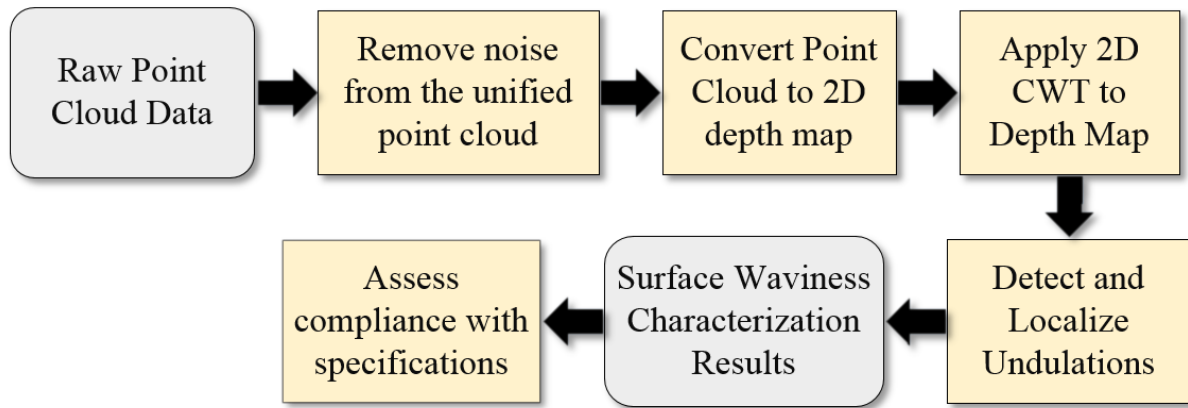 Raw Point
Cloud Data
Remove noise
from the unified
point cloud
Convert Point
Cloud to 2D
depth map
Apply 2D
CWT to
Depth Map
Detect and
Localize
Undulations
Surface Waviness
Characterization
Results
Assess
compliance with
specifications